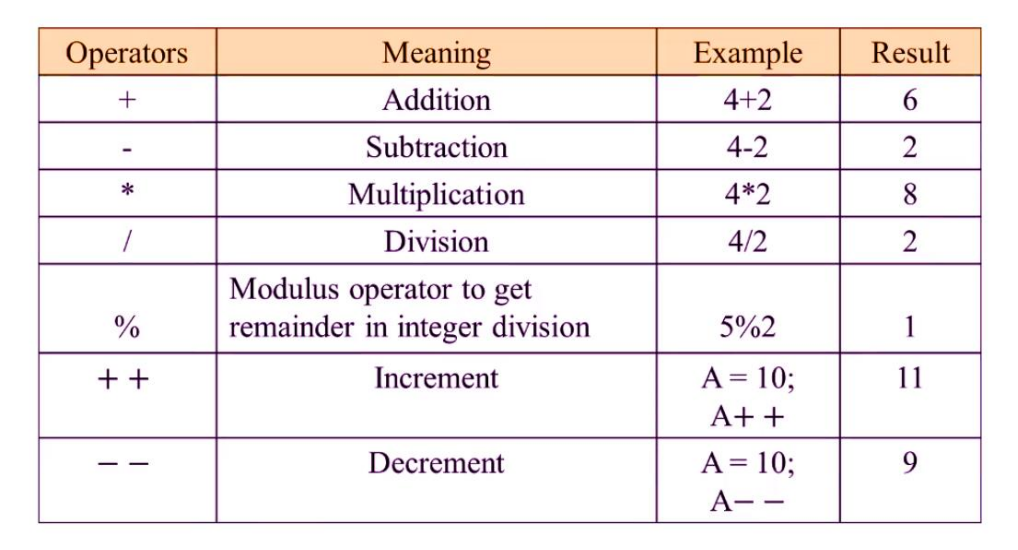 Operators Meaning Example Result
+ Addition 4+2 6
- Subtraction 4-2 2
* Multiplication 4*2 8
/ Division 4/2 2
Modulus operator to get
% remainder in integer division 5%2 1
+ + Increment A = 10; 11
A+ +
− − Decrement A = 10; 9
A− −